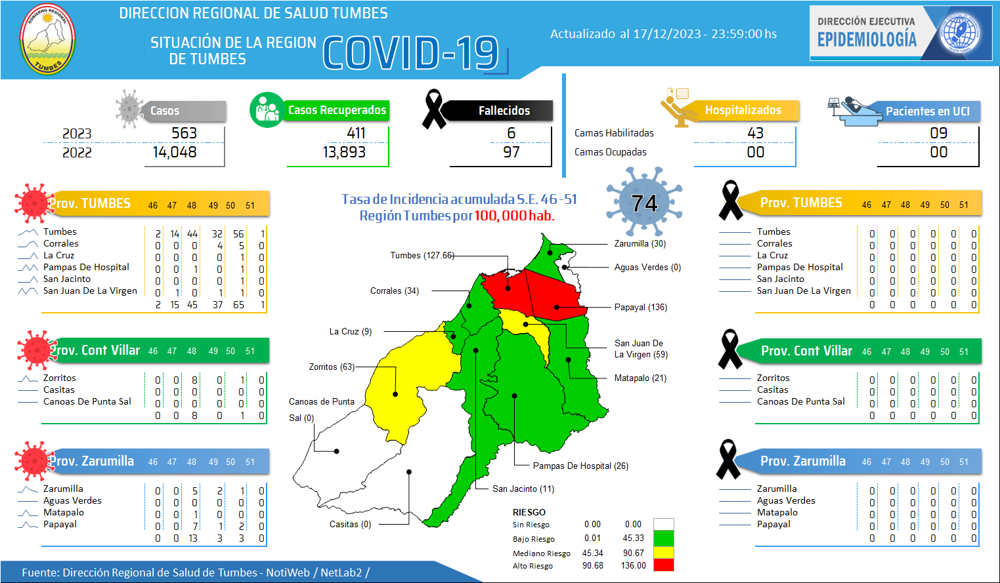 DIRECCION REGIONAL DE SALUD TUMBES
SITUACIÓN DE LA REGION
DE TUMBES
COVID-19
Actualizado al 17/12/2023 - 23:59:00 hs
DIRECCIÓN EJECUTIVA
EPIDEMIOLOGÍA
GOBIERNO REGIONAL
TUMBES
Casos
Casos Recuperados
Fallecidos
Hospitalizados
Pacientes en UCI
2023 563 411 6
2022 14,048 13,893 97
Camas Habilitadas 43 09
Camas Ocupadas 00 00
Prov. TUMBES 46 47 48 49 50 51
Tumbes 2 14 44 32 56 1
Corrales 0 0 0 4 5 0
La Cruz 0 0 0 0 1 0
Pampas De Hospital 0 0 1 0 1 0
San Jacinto 0 0 0 0 1 0
San Juan De La Virgen 0 1 0 1 1 0
2 15 45 37 65 1
Prov. Cont Villar 46 47 48 49 50 51
Zorritos 0 0 8 0 1 0
Casitas 0 0 0 0 0 0
Canoas De Punta Sal 0 0 0 0 0 0
0 0 8 0 1 0
Prov. Zarumilla 46 47 48 49 50 51
Zarumilla 0 0 5 2 1 0
Aguas Verdes 0 0 0 0 0 0
Matapalo 0 0 1 0 0 0
Papayal 0 0 7 1 2 0
0 0 13 3 3 0
Tasa de Incidencia acumulada S.E. 46 -51
Región Tumbes por 100, 000 hab.
74
Zarumilla (30)
Tumbes (127.66)
Aguas Verdes (0)
Corrales (34)
Papayal (136)
La Cruz (9)
San Juan De
La Virgen (59)
Zorritos (63)
Matapalo (21)
Canoas de Punta
Sal (0)
Pampas De Hospital (26)
San Jacinto (11)
Casitas (0)
RIESGO
Sin Riesgo 0.00 0.00
Bajo Riesgo 0.01 45.33
Mediano Riesgo 45.34 90.67
Alto Riesgo 90.68 136.00
Prov. TUMBES 46 47 48 49 50 51
Tumbes 0 0 0 0 0 0
Corrales 0 0 0 0 0 0
La Cruz 0 0 0 0 0 0
Pampas De Hospital 0 0 0 0 0 0
San Jacinto 0 0 0 0 0 0
San Juan De La Virgen 0 0 0 0 0 0
0 0 0 0 0 0
Prov. Cont Villar 46 47 48 49 50 51
Zorritos 0 0 0 0 0 0
Casitas 0 0 0 0 0 0
Canoas De Punta Sal 0 0 0 0 0 0
0 0 0 0 0 0
Prov. Zarumilla 46 47 48 49 50 51
Zarumilla 0 0 0 0 0 0
Aguas Verdes 0 0 0 0 0 0
Matapalo 0 0 0 0 0 0
Papayal 0 0 0 0 0 0
0 0 0 0 0 0
Fuente: Dirección Regional de Salud de Tumbes - NotiWeb / NetLab2 /